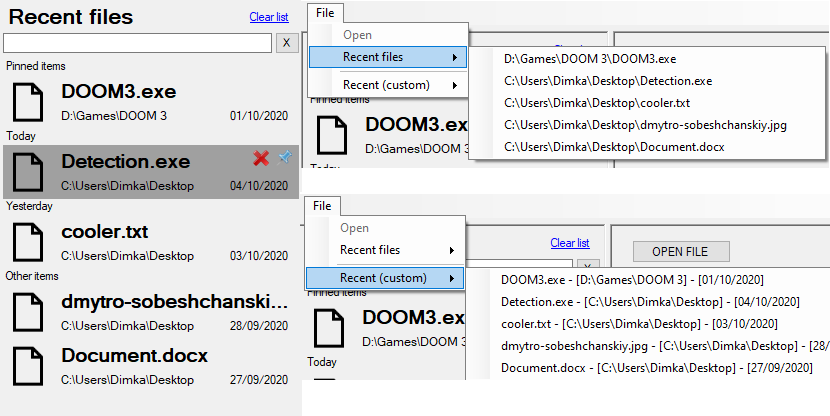 Recent files
Clear list
X
Pinned items
DOOM3.exe
D:\Games\DOOM 3 01/10/2020
Today
Detection.exe
C:\Users\Dimka\Desktop 04/10/2020
Yesterday
cooler.txt
C:\Users\Dimka\Desktop 03/10/2020
Other items
dmytro-sobeshchanski...
C:\Users\Dimka\Desktop 28/09/2020
Document.docx
C:\Users\Dimka\Desktop 27/09/2020
File
Open
Recent files
Recent (custom)
Pinned items
DOOM3.ex
D:\Games\DOOM
D:\Games\DOOM 3\DOOM3.exe
C:\Users\Dimka\Desktop\Detection.exe
C:\Users\Dimka\Desktop\cooler.txt
C:\Users\Dimka\Desktop\dmytro-sobeshchanskiy.jpg
C:\Users\Dimka\Desktop\Document.docx
File
Open
Recent files
Recent (custom)
Clear list
OPEN FILE
Pinned items
DOOM3.ex
D:\Games\DOOM
Today
DOOM3.exe - [D:\Games\DOOM 3] - [01/10/2020]
Detection.exe - [C:\Users\Dimka\Desktop] - [04/10/2020]
cooler.txt - [C:\Users\Dimka\Desktop] - [03/10/2020]
dmytro-sobeshchanskiy.jpg - [C:\Users\Dimka\Desktop] - [28/
Document.docx - [C:\Users\Dimka\Desktop] - [27/09/2020]